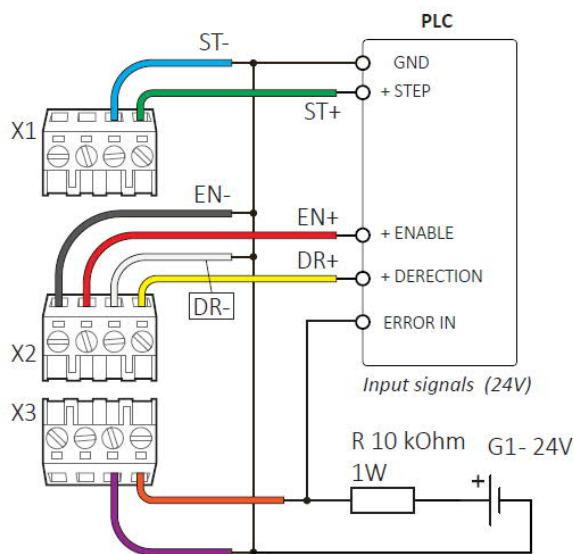 PLC
ST-
GND
+ STEP
ST+
X1
EN-
EN+
+ ENABLE
DR+
+ DERECTION
DR-
ERROR IN
X2
Input signals (24V)
X3
R 10 kOhm
1W
G1- 24V
+